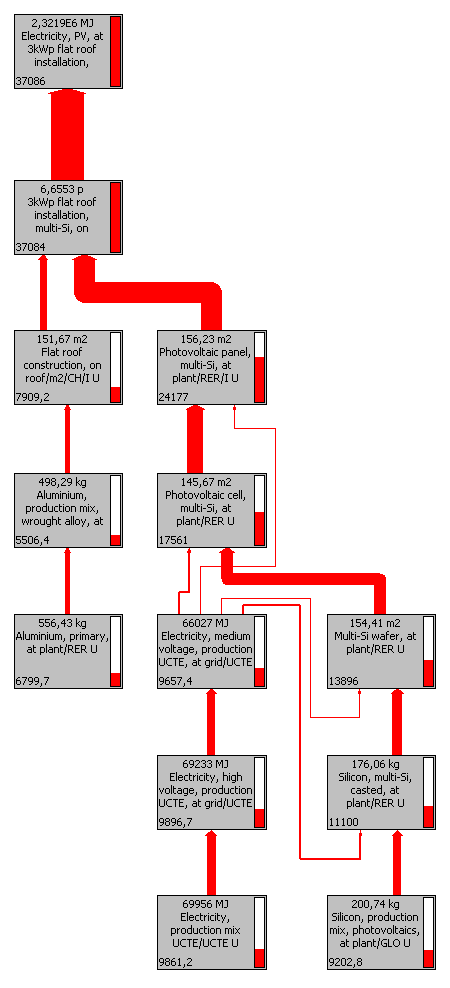 2,3219E6 MJ
Electricity, PV, at
3kWp flat roof
installation,
37086
6,6553 p
3kWp flat roof
installation,
multi-Si, on
37084
151,67 m2
Flat roof
construction, on
roof/m2/CH/I U
7909,2
156,23 m2
Photovoltaic panel,
multi-Si, at
plant/RER/I U
24177
498,29 kg
Aluminium,
production mix,
wrought alloy, at
5506,4
145,67 m2
Photovoltaic cell,
multi-Si, at
plant/RER U
17561
556,43 kg
Aluminium, primary,
at plant/RER U
6799,7
66027 MJ
Electricity, medium
voltage, production
UCTE, at grid/UCTE
9657,4
154,41 m2
Multi-Si wafer, at
plant/RER U
13896
69233 MJ
Electricity, high
voltage, production
UCTE, at grid/UCTE
9896,7
176,06 kg
Silicon, multi-Si,
casted, at
plant/RER U
11100
69956 MJ
Electricity,
production mix
UCTE/UCTE U
9861,2
200,74 kg
Silicon, production
mix, photovoltaics,
at plant/GLO U
9202,8